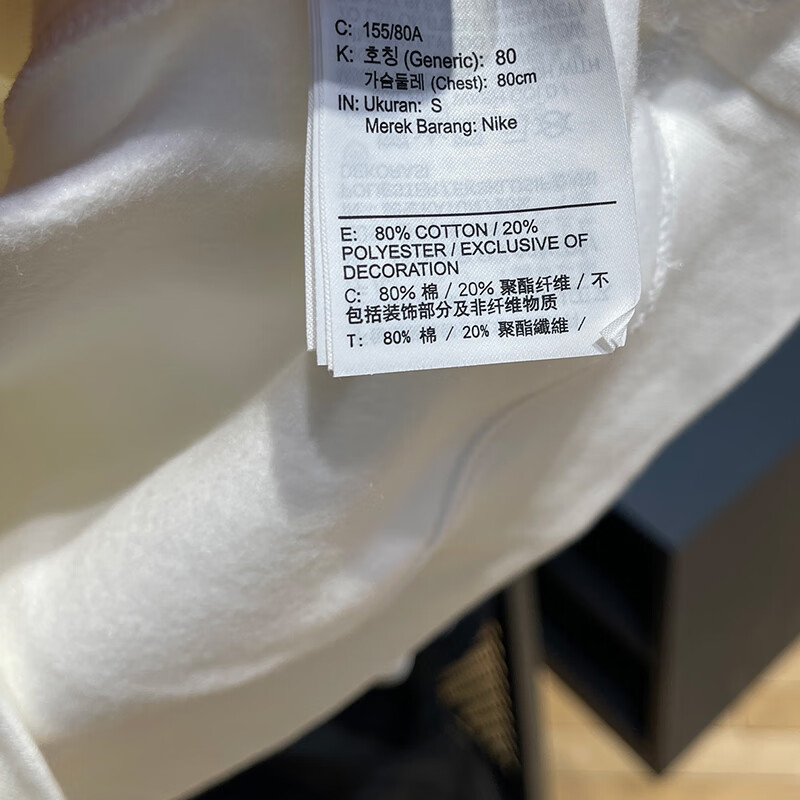 C: 155/80A
K: 호칭 (Generic): 80
가슴둘레 (Chest): 80cm
IN: Ukuran: S
Merek Barang: Nike
E: 80% COTTON / 20%
POLYESTER / EXCLUSIVE OF
DECORATION
C: 80% 棉 / 20% 聚酯纤维 / 不
包括装饰部分及非纤维物质
T: 80% 棉 / 20% 聚酯纖維 /